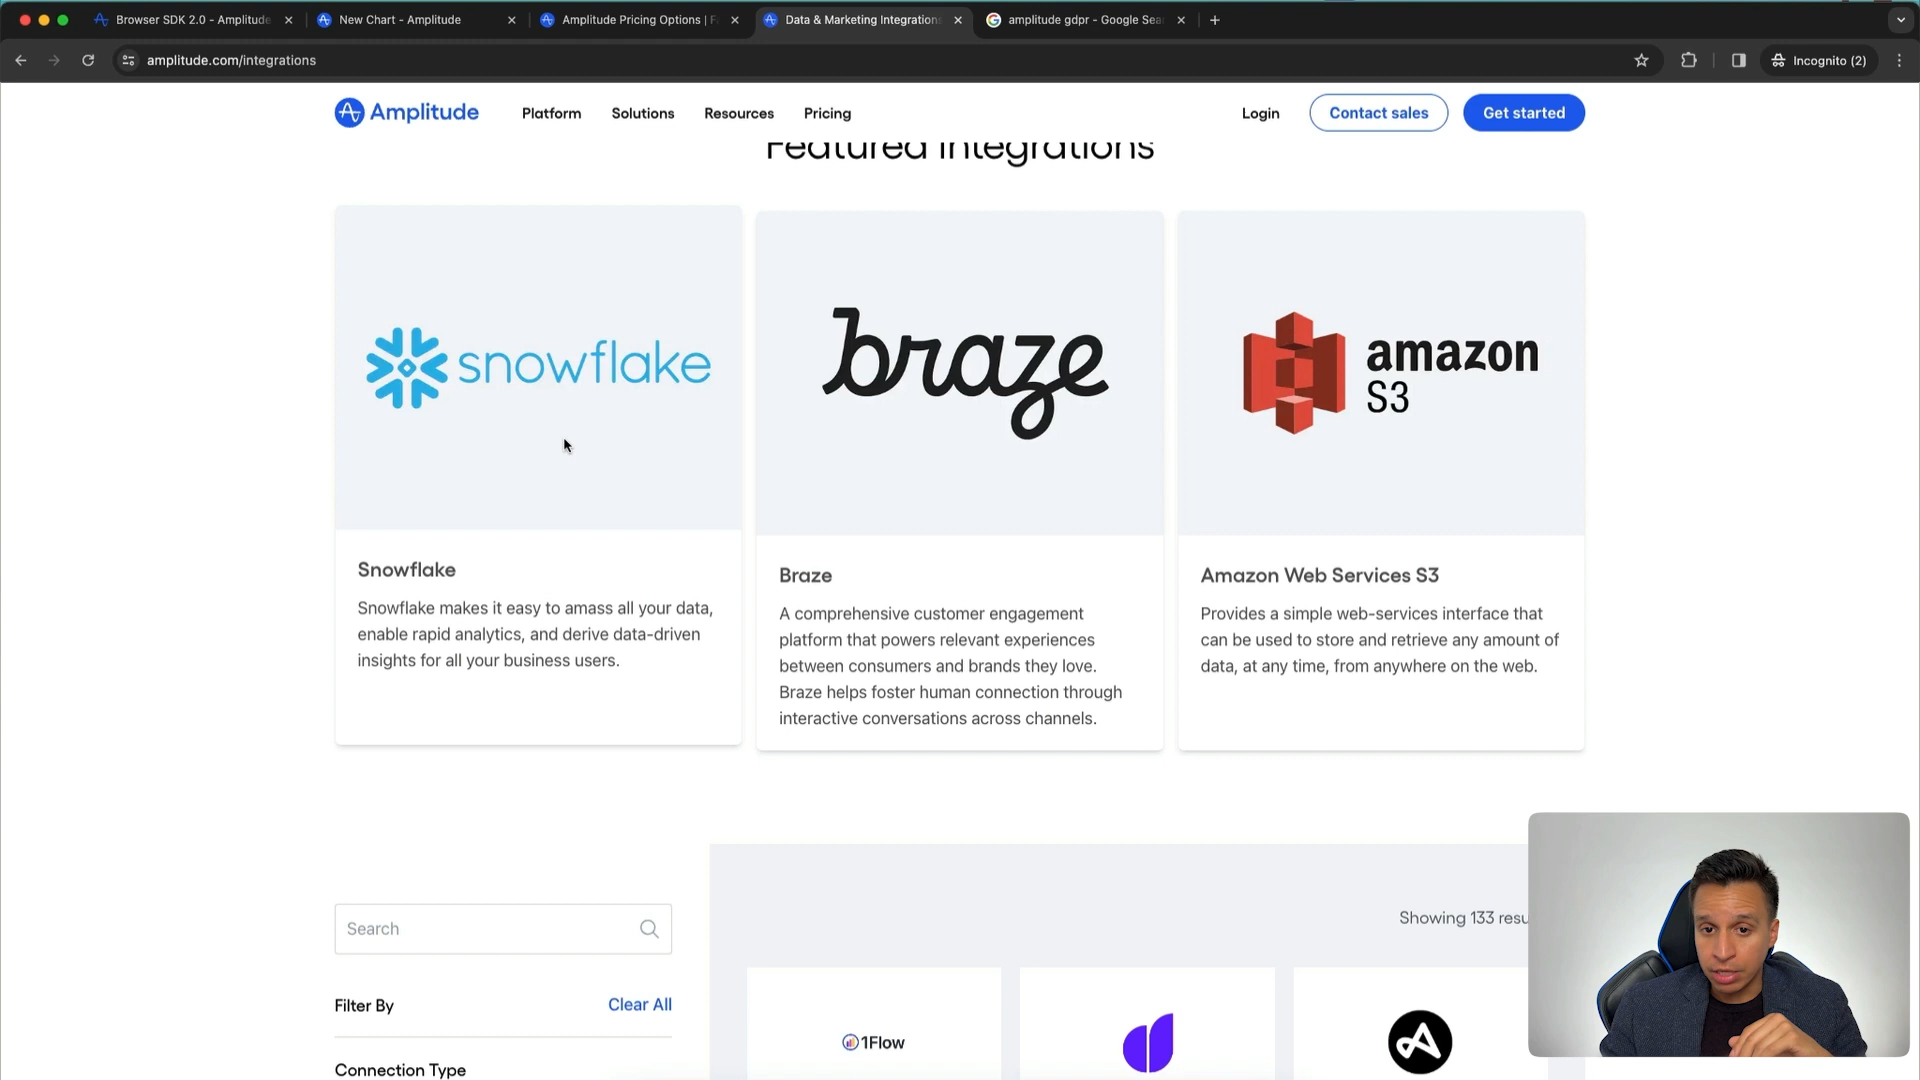 Browser SDK 2.0 - Amplitude
New Chart - Amplitude
Amplitude Pricing Options | F
Data & Marketing Integration
amplitude gdpr - Google Sea
amplitude.com/integrations
Incognito (2)
Amplitude
Platform
Solutions
Resources
Pricing
Login
Contact sales
Get started
Featured Integrations
snowflake
braze
amazon
S3
Snowflake
Snowflake makes it easy to amass all your data,
enable rapid analytics, and derive data-driven
insights for all your business users.
Braze
A comprehensive customer engagement
platform that powers relevant experiences
between consumers and brands they love.
Braze helps foster human connection through
interactive conversations across channels.
Amazon Web Services S3
Provides a simple web-services interface that
can be used to store and retrieve any amount of
data, at any time, from anywhere on the web.
Search
Showing 133 resu
Filter By
Clear All
1Flow
Connection Type